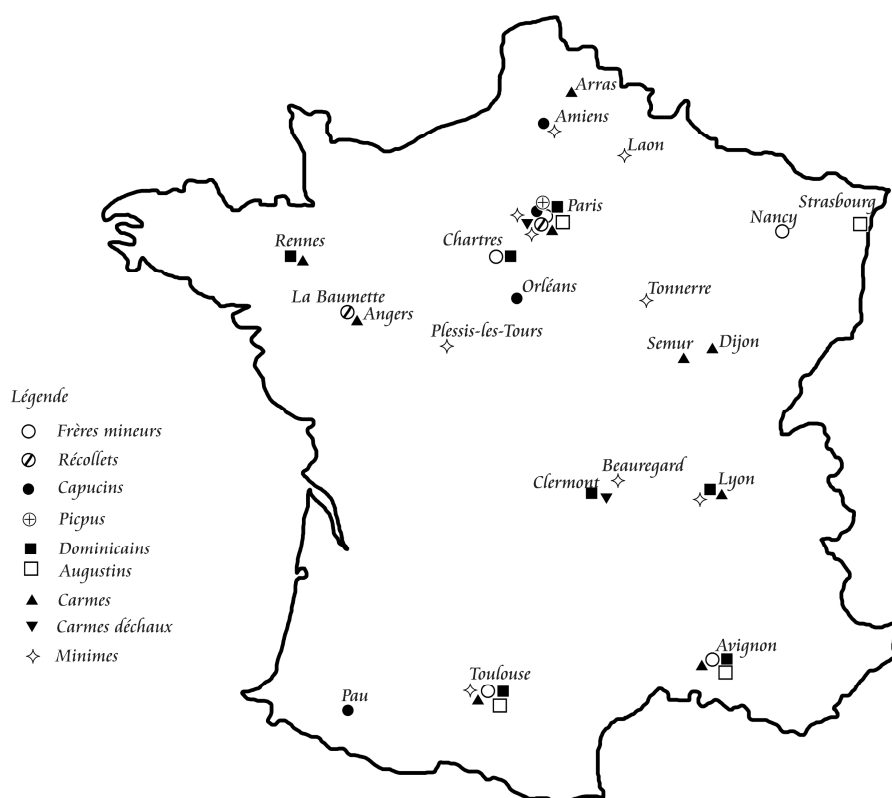 Arras
Amiens
Laon
Paris
Strasbourg
Nancy
Chartres
Rennes
Orléans
Tonnerre
La Baumette
Angers
Plessis-les-Tours
Semur
Dijon
Légende
Frères mineurs
Récollets
Capucins
Picpus
Dominicains
Augustins
Carmes
Carmes déchaux
Minimes
Beauregard
Clermont
Lyon
Avignon
Toulouse
Pau